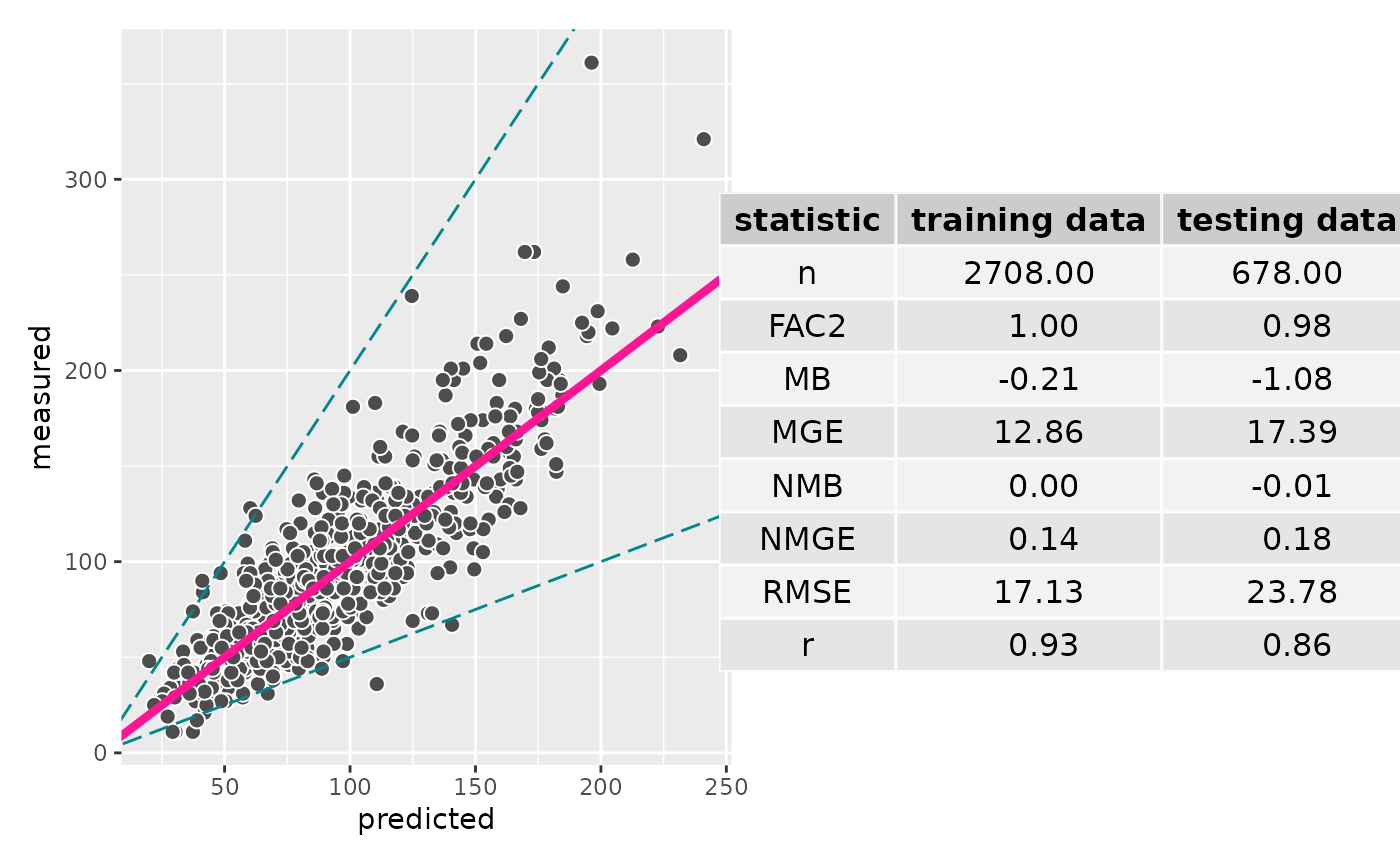 measured
300
200
100
0
50 100 150 200 250
predicted
statistic training data testing data
n 2708.00 678.00
FAC2 1.00 0.98
MB -0.21 -1.08
MGE 12.86 17.39
NMB 0.00 -0.01
NMGE 0.14 0.18
RMSE 17.13 23.78
r 0.93 0.86